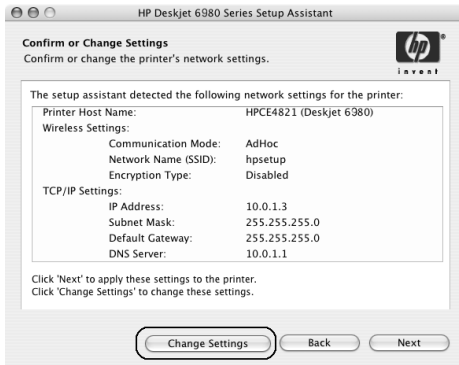 HP Deskjet 6980 Series Setup Assistant
Confirm or Change Settings
Confirm or change the printer's network settings.
hp
invent
The setup assistant detected the following network settings for the printer:
Printer Host Name: HPCE4821 (Deskjet 6980)
Wireless Settings:
Communication Mode: AdHoc
Network Name (SSID): hpsetup
Encryption Type: Disabled
TCP/IP Settings:
IP Address: 10.0.1.3
Subnet Mask: 255.255.255.0
Default Gateway: 255.255.255.0
DNS Server: 10.0.1.1
Click 'Next' to apply these settings to the printer.
Click 'Change Settings' to change these settings.
Change Settings Back Next